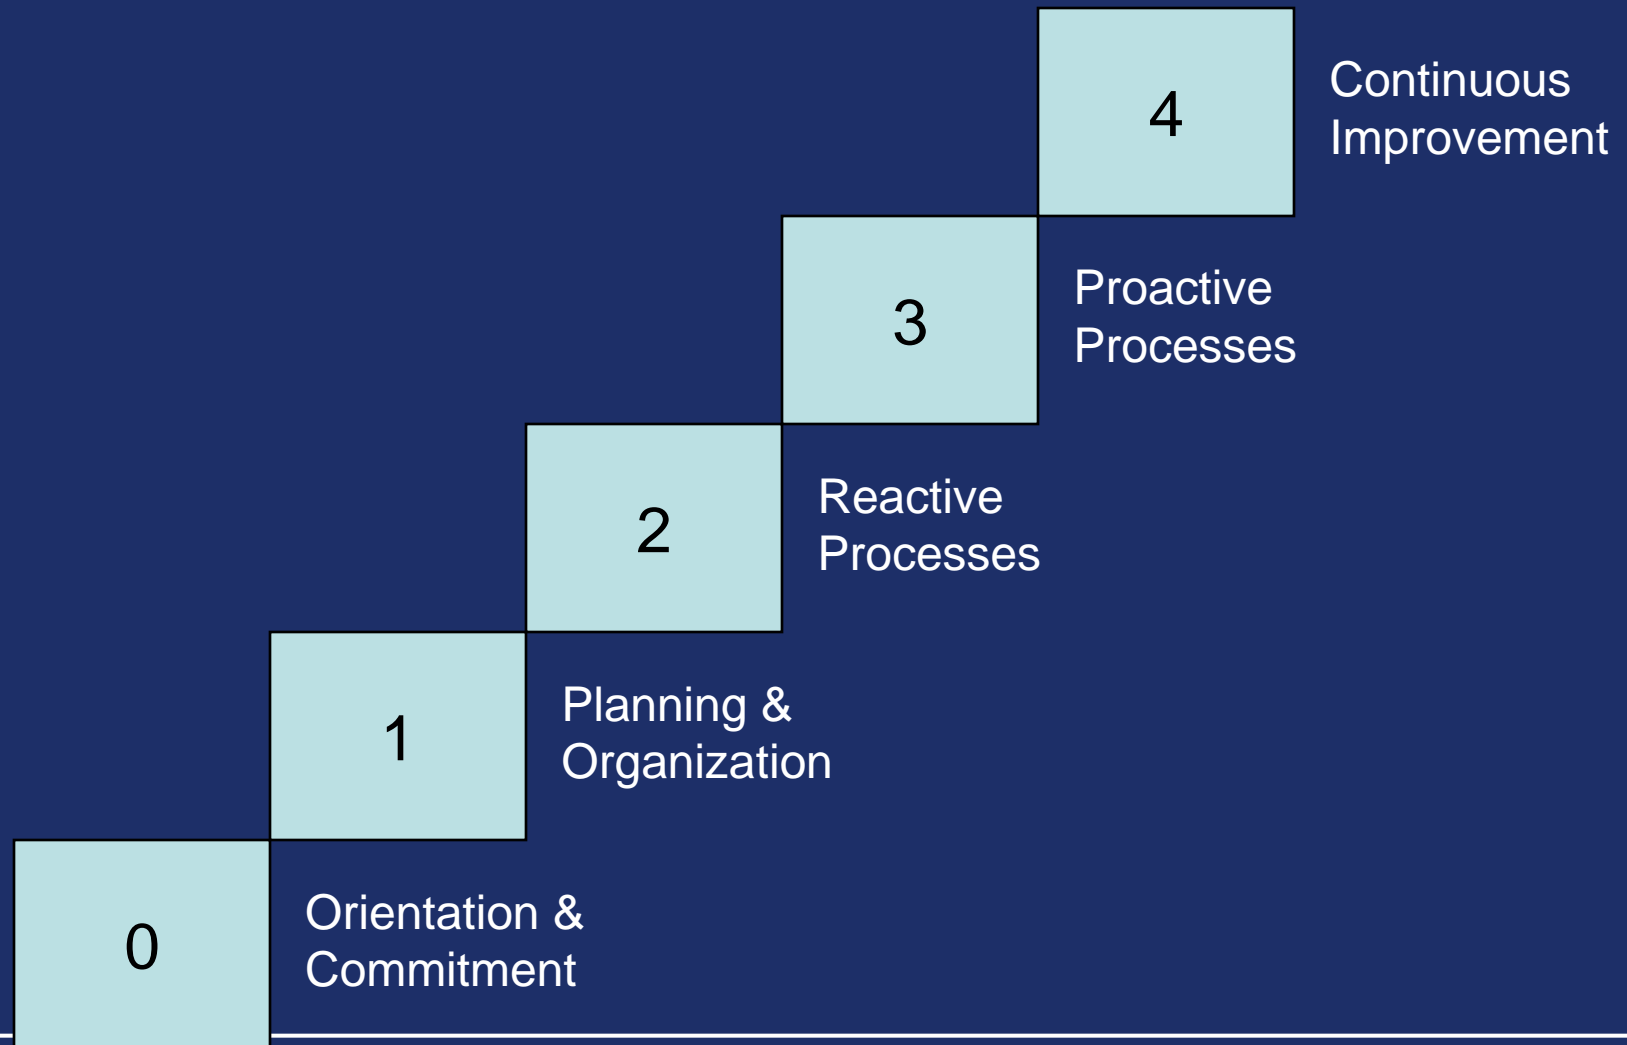 4
Continuous
Improvement
3
Proactive
Processes
2
Reactive
Processes
1
Planning &
Organization
0
Orientation &
Commitment